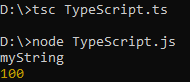 D:\>tsc TypeScript.ts
D:\>node TypeScript.js
myString
100